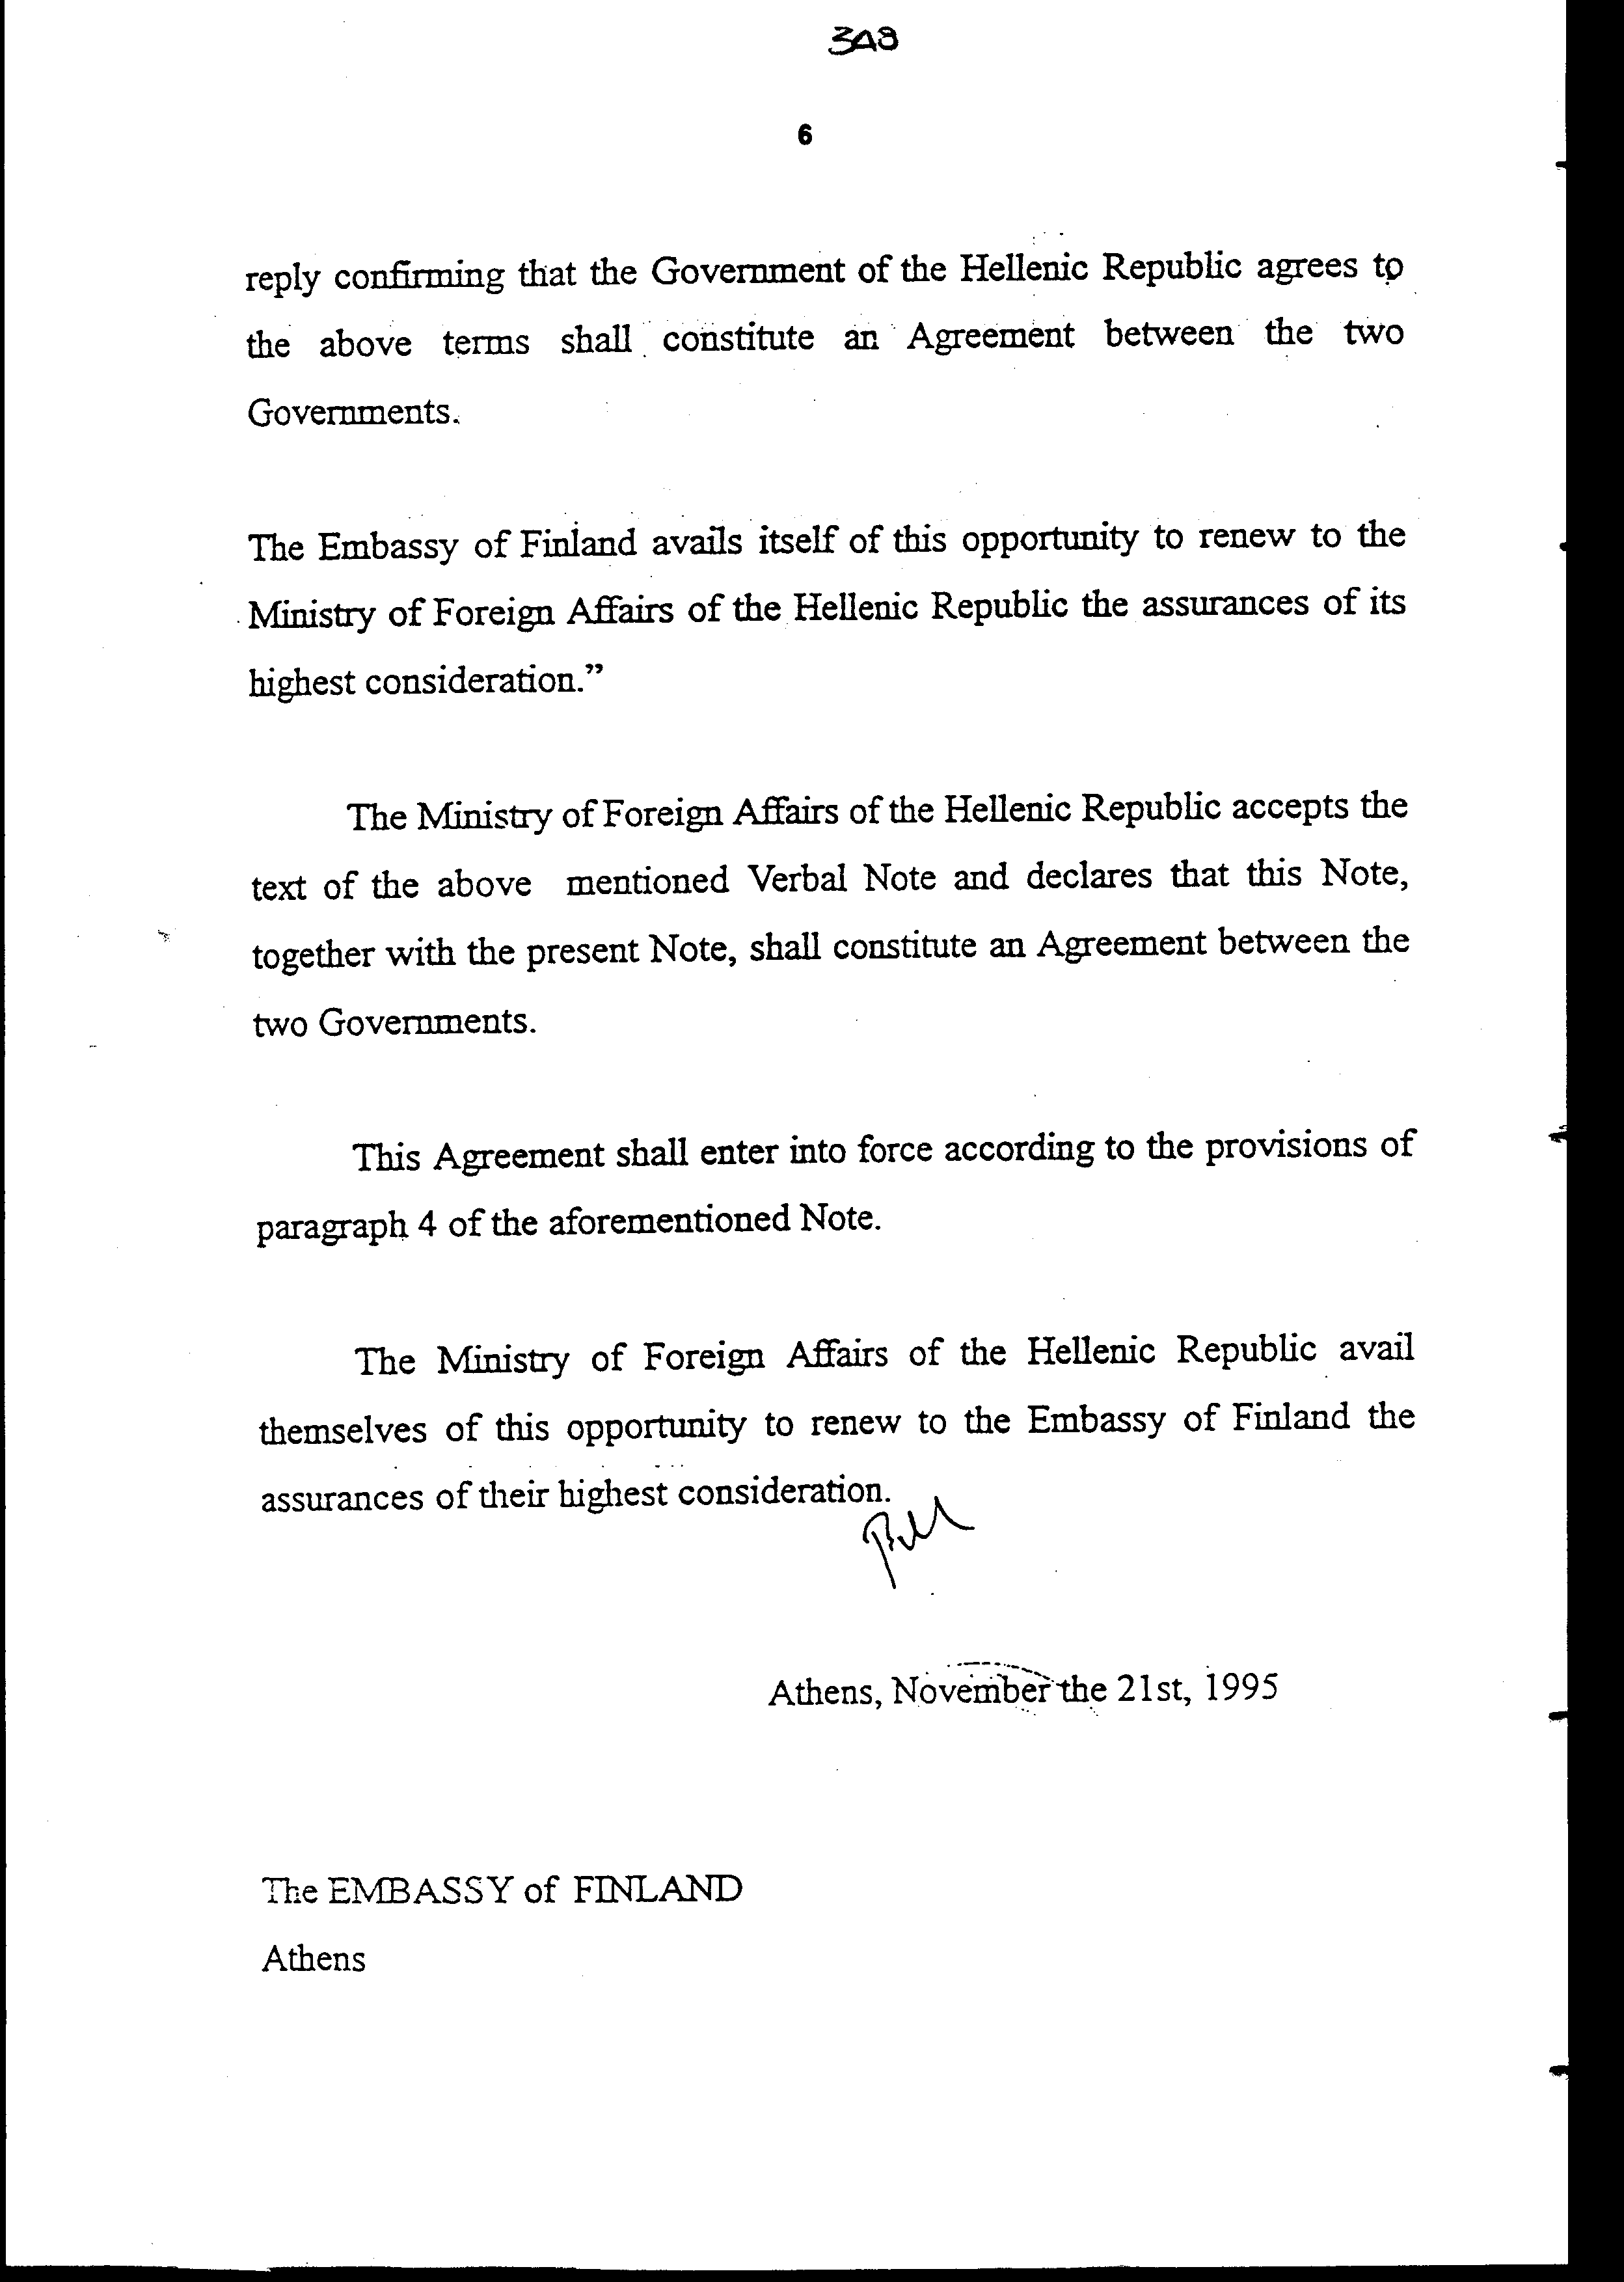 6
reply confirming that the Government of the Hellenic Republic agrees to
the above terms shall constitute an Agreement between the two
Governments.
The Embassy of Finland avails itself of this opportunity to renew to the
Ministry of Foreign Affairs of the Hellenic Republic the assurances of its
highest consideration.”
The Ministry of Foreign Affairs of the Hellenic Republic accepts the
text of the above mentioned Verbal Note and declares that this Note,
together with the present Note, shall constitute an Agreement between the
two Governments.
This Agreement shall enter into force according to the provisions of
paragraph 4 of the aforementioned Note.
The Ministry of Foreign Affairs of the Hellenic Republic avail
themselves of this opportunity to renew to the Embassy of Finland the
assurances of their highest consideration.
Athens, November the 21st, 1995
The EMBASSY of FINLAND
Athens